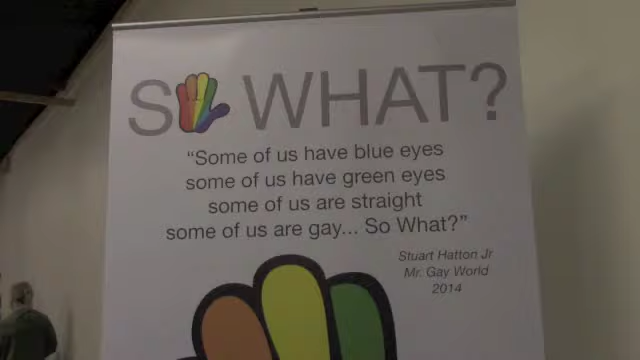 SO WHAT?
“Some of us have blue eyes
some of us have green eyes
some of us are straight
some of us are gay... So What?”
Stuart Hatton Jr
Mr. Gay World
2014